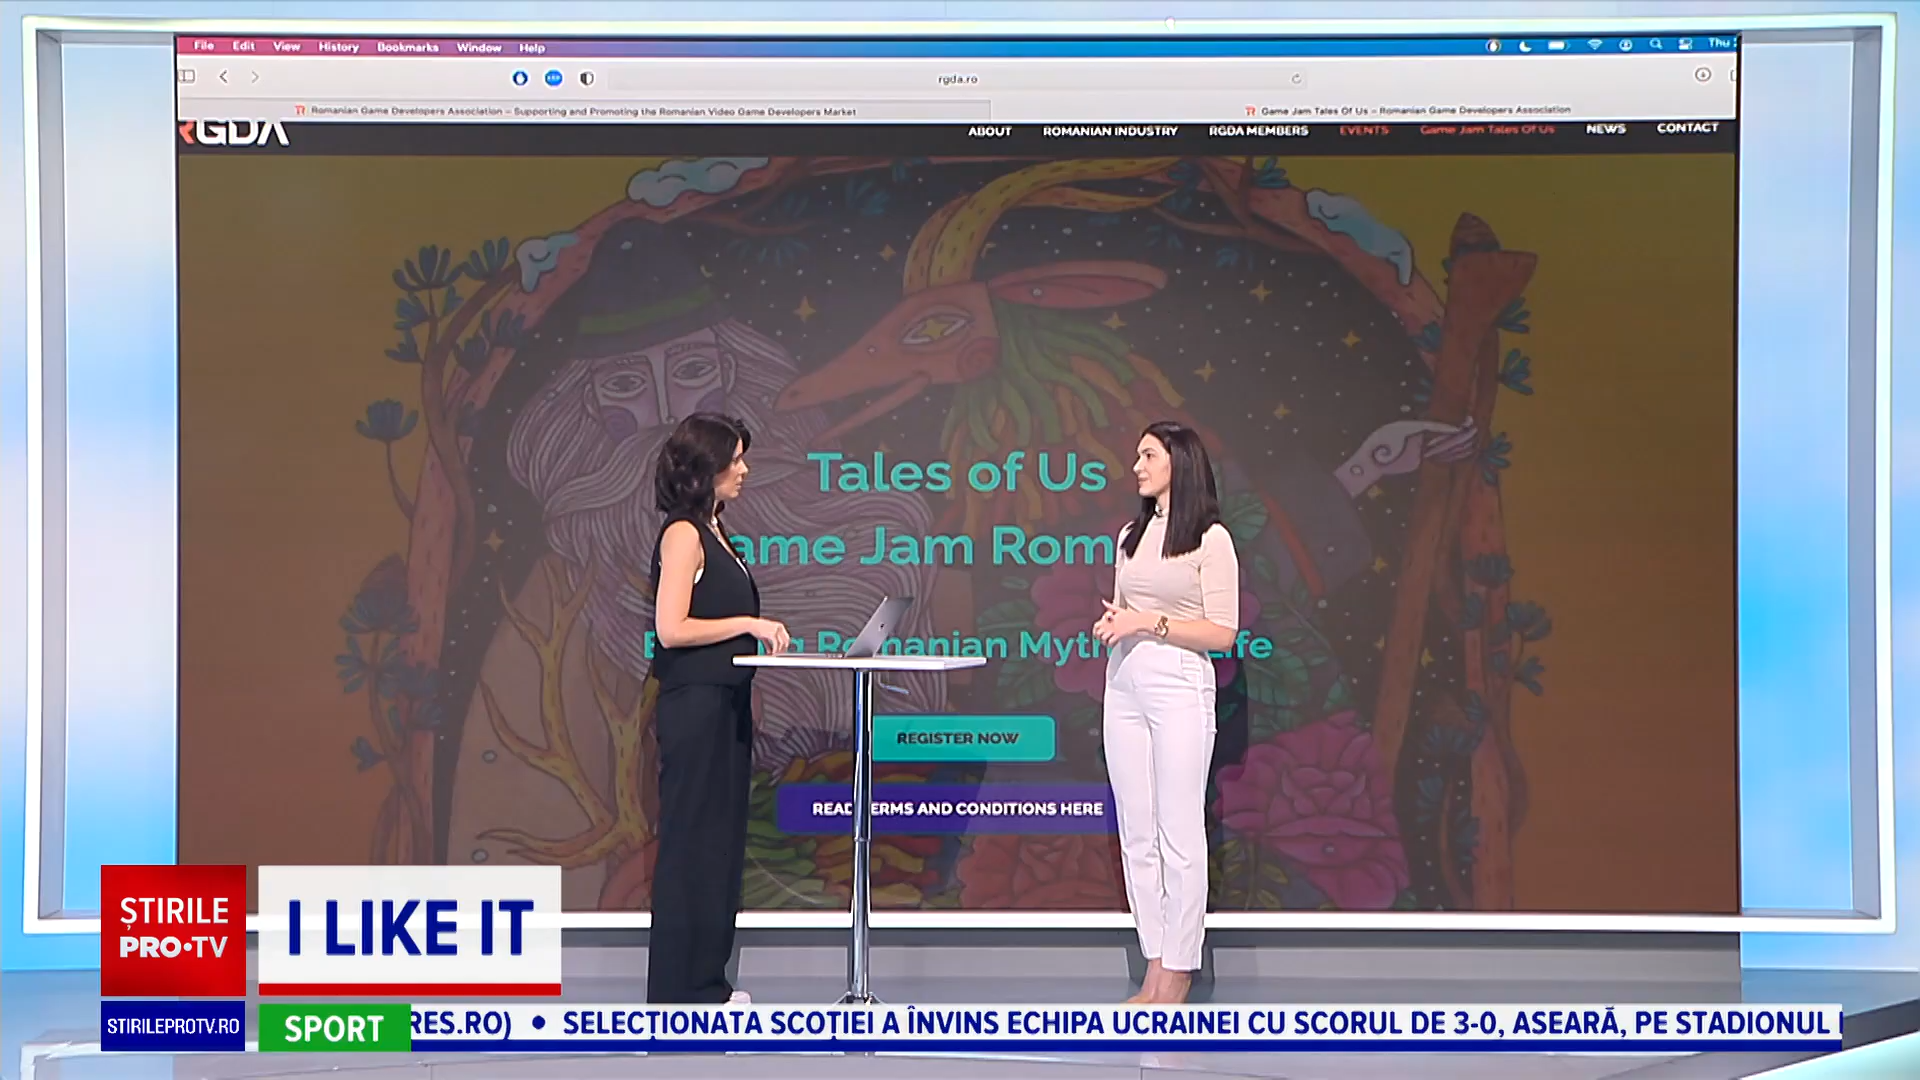 File Edit View History Bookmarks Window Help
Thu
rgda.ro
Romanian Game Developers Association – Supporting and Promoting the Romanian Video Game Developers Market
Game Jam Tales Of Us – Romanian Game Developers Association
RGDA
ABOUT ROMANIAN INDUSTRY RGDA MEMBERS EVENTS Game Jam Tales Of Us NEWS CONTACT
Tales of Us
ame Jam Rom
Romanian Myth
REGISTER NOW
READ TERMS AND CONDITIONS HERE
ȘTIRILE
PRO•TV
I LIKE IT
STIRILEPROTV.RO
SPORT
RES.RO) • SELECȚIONATA SCOȚIEI A ÎNVINS ECHIPA UCRAINEI CU SCORUL DE 3-0, ASEARĂ, PE STADIONUL